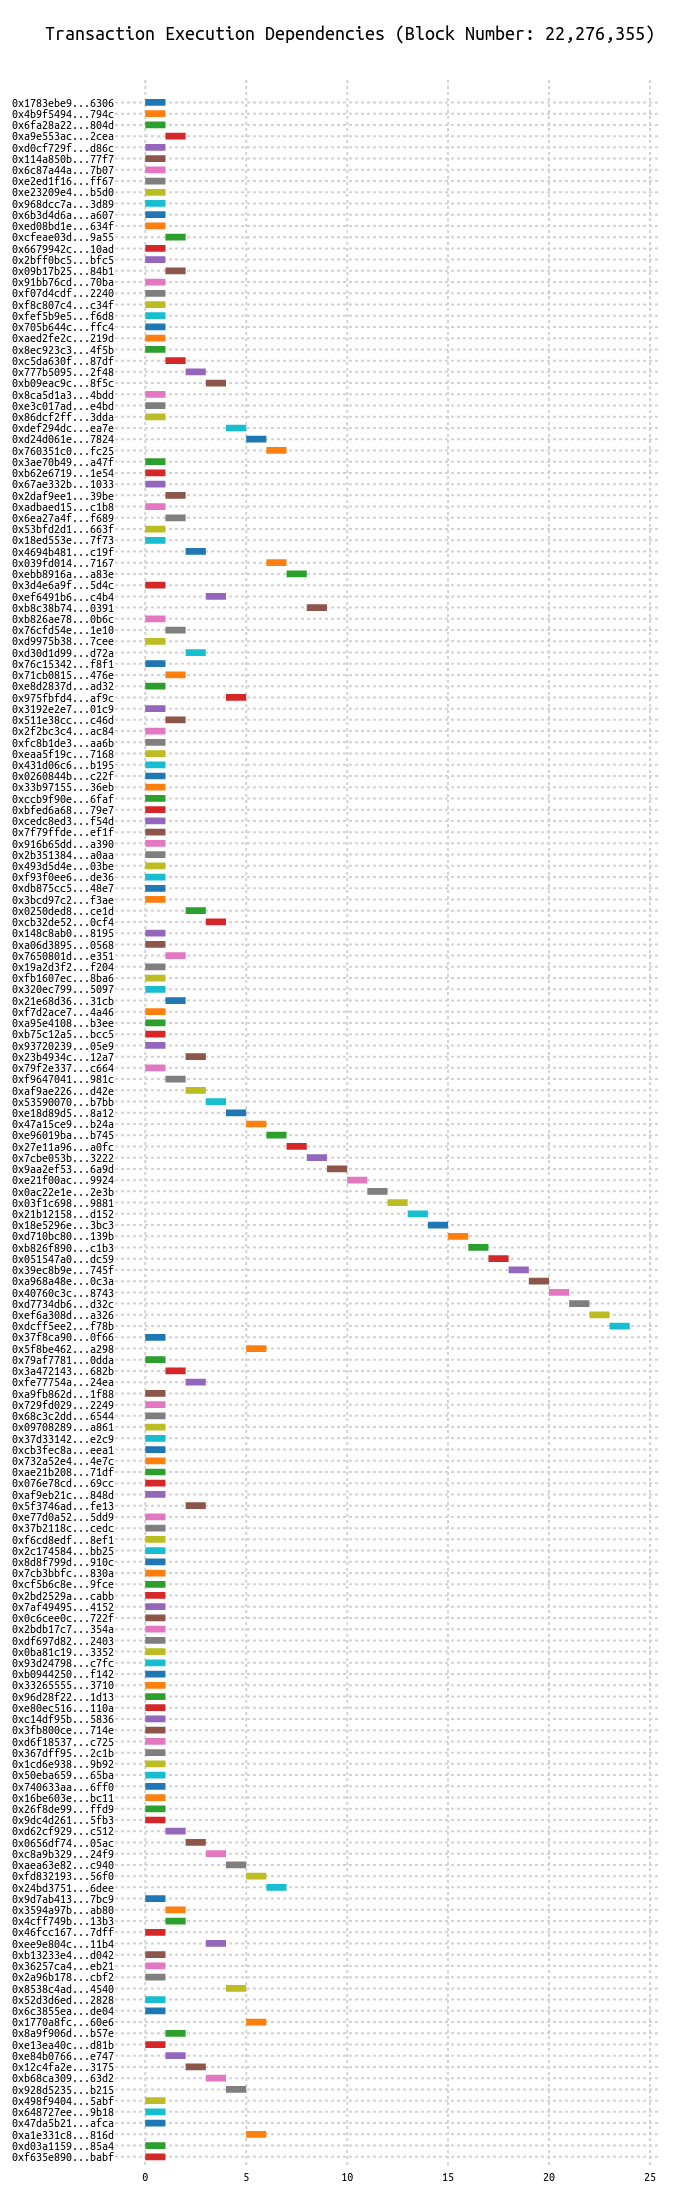 Transaction Execution Dependencies (Block Number: 22,276,355)
0x1783ebe9...6306
0x4b9f5494...794c
0x6fa28a22...804d
0xa9e553ac...2cea
0xd0cf729f...d86c
0x114a850b...77f7
0x6c87a44a...7b07
0xe2ed1f16...ff67
0xe23209e4...b5d0
0x968dcc7a...3d89
0x6b3d4d6a...a607
0xed08bd1e...634f
0xcfeae03d...9a55
0x6679942c...10ad
0x2bff0bc5...bfc5
0x09b17b25...84b1
0x91bb76cd...70ba
0xf07d4cdf...2240
0xf8c807c4...c34f
0xfef5b9e5...f6d8
0x705b644c...ffc4
0xaed2fe2c...219d
0x8ec923c3...4f5b
0xc5da630f...87df
0x777b5095...2f48
0xb09eac9c...8f5c
0x8ca5d1a3...4bdd
0xe3c017ad...e4bd
0x86dcf2ff...3dda
0xdef294dc...ea7e
0xd24d061e...7824
0x760351c0...fc25
0x3ae70b49...a47f
0xb62e6719...1e54
0x67ae332b...1033
0x2daf9ee1...39be
0xadbaed15...c1b8
0x6ea27a4f...f689
0x53bfd2d1...663f
0x18ed553e...7f73
0x4694b481...c19f
0x039fd014...7167
0xebb8916a...a83e
0x3d4e6a9f...5d4c
0xef6491b6...c4b4
0xb8c38b74...0391
0xb826ae78...0b6c
0x76cfd54e...1e10
0xd9975b38...7cee
0xd30d1d99...d72a
0x76c15342...f8f1
0x71cb0815...476e
0xe8d2837d...ad32
0x975fbfd4...af9c
0x3192e2e7...01c9
0x511e38cc...c46d
0x2f2bc3c4...ac84
0xfc8b1de3...aa6b
0xeaa5f19c...7168
0x431d06c6...b195
0x0260844b...c22f
0x33b97155...36eb
0xccb9f90e...6faf
0xbfed6a68...79e7
0xcedc8ed3...f54d
0x7f79ffde...ef1f
0x916b65dd...a390
0x2b351384...a0aa
0x493d5d4e...03be
0xf93f0ee6...de36
0xdb875cc5...48e7
0x3bcd97c2...f3ae
0x0250ded8...ce1d
0xcb32de52...0cf4
0x148c8ab0...8195
0xa06d3895...0568
0x7650801d...e351
0x19a2d3f2...f204
0xfb1607ec...8ba6
0x320ec799...5097
0x21e68d36...31cb
0xf7d2ace7...4a46
0xa95e4108...b3ee
0xb75c12a5...bcc5
0x93720239...05e9
0x23b4934c...12a7
0x79f2e337...c664
0xf9647041...981c
0xaf9ae226...d42e
0x53590070...b7bb
0xe18d89d5...8a12
0x47a15ce9...b24a
0xe96019ba...b745
0x27e11a96...a0fc
0x7cbe053b...3222
0x9aa2ef53...6a9d
0xe21f00ac...9924
0x0ac22e1e...2e3b
0x03f1c698...9881
0x21b12158...d152
0x18e5296e...3bc3
0xd710bc80...139b
0xb826f890...c1b3
0x051547a0...dc59
0x39ec8b9e...745f
0xa968a48e...0c3a
0x40760c3c...8743
0xd7734db6...d32c
0xef6a308d...a326
0xdcff5ee2...f78b
0x37f8ca90...0f66
0x5f8be462...a298
0x79af7781...0dda
0x3a472143...682b
0xfe77754a...24ea
0xa9fb862d...1f88
0x729fd029...2249
0x68c3c2dd...6544
0x09708289...a861
0x37d33142...e2c9
0xcb3fec8a...eea1
0x732a52e4...4e7c
0xae21b208...71df
0x076e78cd...69cc
0xaf9eb21c...848d
0x5f3746ad...fe13
0xe77d0a52...5dd9
0x37b2118c...cedc
0xf6cd8edf...8ef1
0x2c174584...bb25
0x8d8f799d...910c
0x7cb3bbfc...830a
0xcf5b6c8e...9fce
0x2bd2529a...cabb
0x7af49495...4152
0x0c6cee0c...722f
0x2bdb17c7...354a
0xdf697d82...2403
0x0ba81c19...3352
0x93d24798...c7fc
0xb0944250...f142
0x33265555...3710
0x96d28f22...1d13
0xe80ec516...110a
0xc14df95b...5836
0x3fb800ce...714e
0xd6f18537...c725
0x367dff95...2c1b
0x1cd6e938...9b92
0x50eba659...65ba
0x740633aa...6ff0
0x16be603e...bc11
0x26f8de99...ffd9
0x9dc4d261...5fb3
0xd62cf929...c512
0x0656df74...05ac
0xc8a9b329...24f9
0xaea63e82...c940
0xfd832193...56f0
0x24bd3751...6dee
0x9d7ab413...7bc9
0x3594a97b...ab80
0x4cff749b...13b3
0x46fcc167...7dff
0xee9e804c...11b4
0xb13233e4...d042
0x36257ca4...eb21
0x2a96b178...cbf2
0x8538c4ad...4540
0x52d3d6ed...2828
0x6c3855ea...de04
0x1770a8fc...60e6
0x8a9f906d...b57e
0xe13ea40c...d81b
0xe84b0766...e747
0x12c4fa2e...3175
0xb68ca309...63d2
0x928d5235...b215
0x498f9404...5abf
0x648727ee...9b18
0x47da5b21...afca
0xa1e331c8...816d
0xd03a1159...85a4
0xf635e890...babf
0 5 10 15 20 25